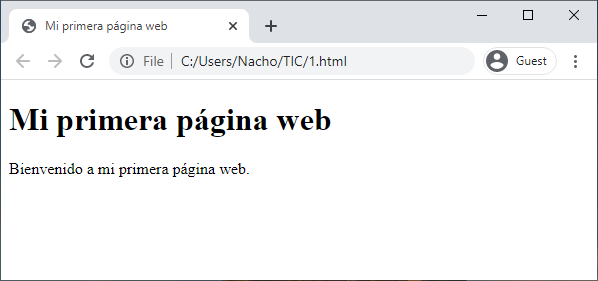 Mi primera página web
File C:/Users/Nacho/TIC/1.html Guest
Mi primera página web
Bienvenido a mi primera página web.